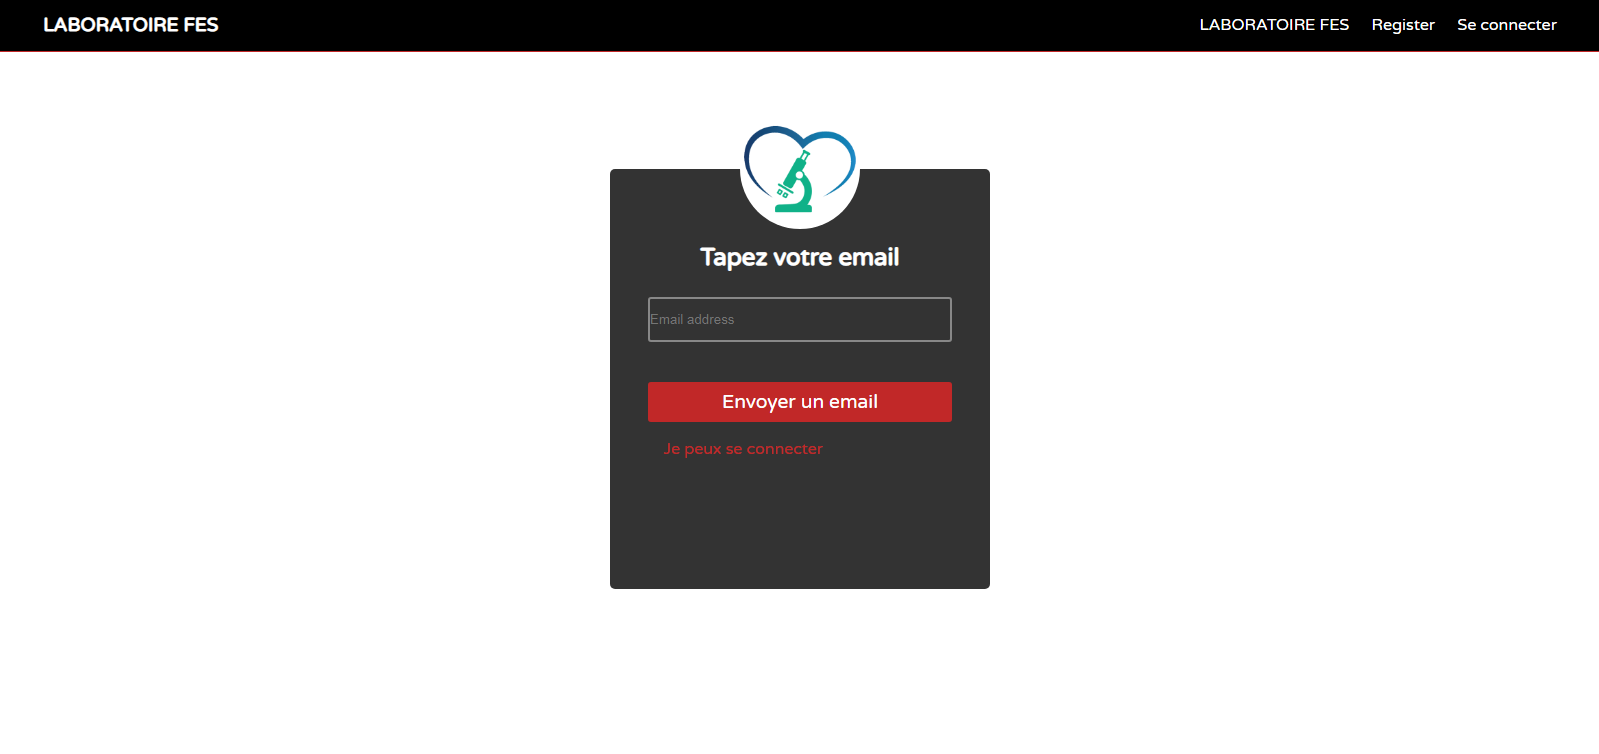 LABORATOIRE FES
LABORATOIRE FES Register Se connecter
Tapez votre email
Email address
Envoyer un email
Je peux se connecter